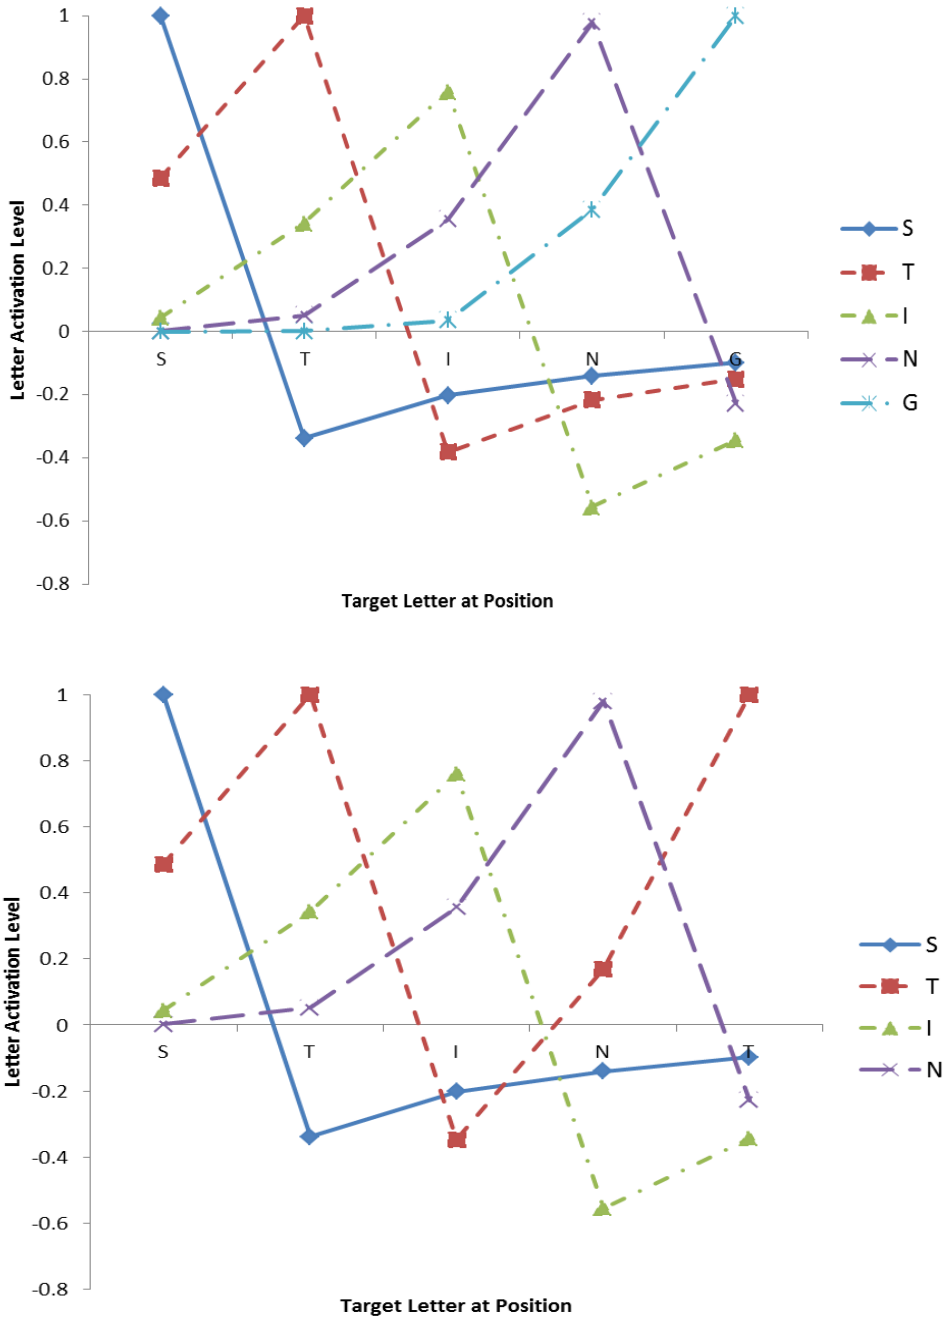 1
0.8
0.6
0.4
0.2
0
-0.2
-0.4
-0.6
-0.8
Letter Activation Level
S T I N G
Target Letter at Position
S
T
I
N
G
1
0.8
0.6
0.4
0.2
0
-0.2
-0.4
-0.6
-0.8
Letter Activation Level
S T I N T
Target Letter at Position
S
T
I
N